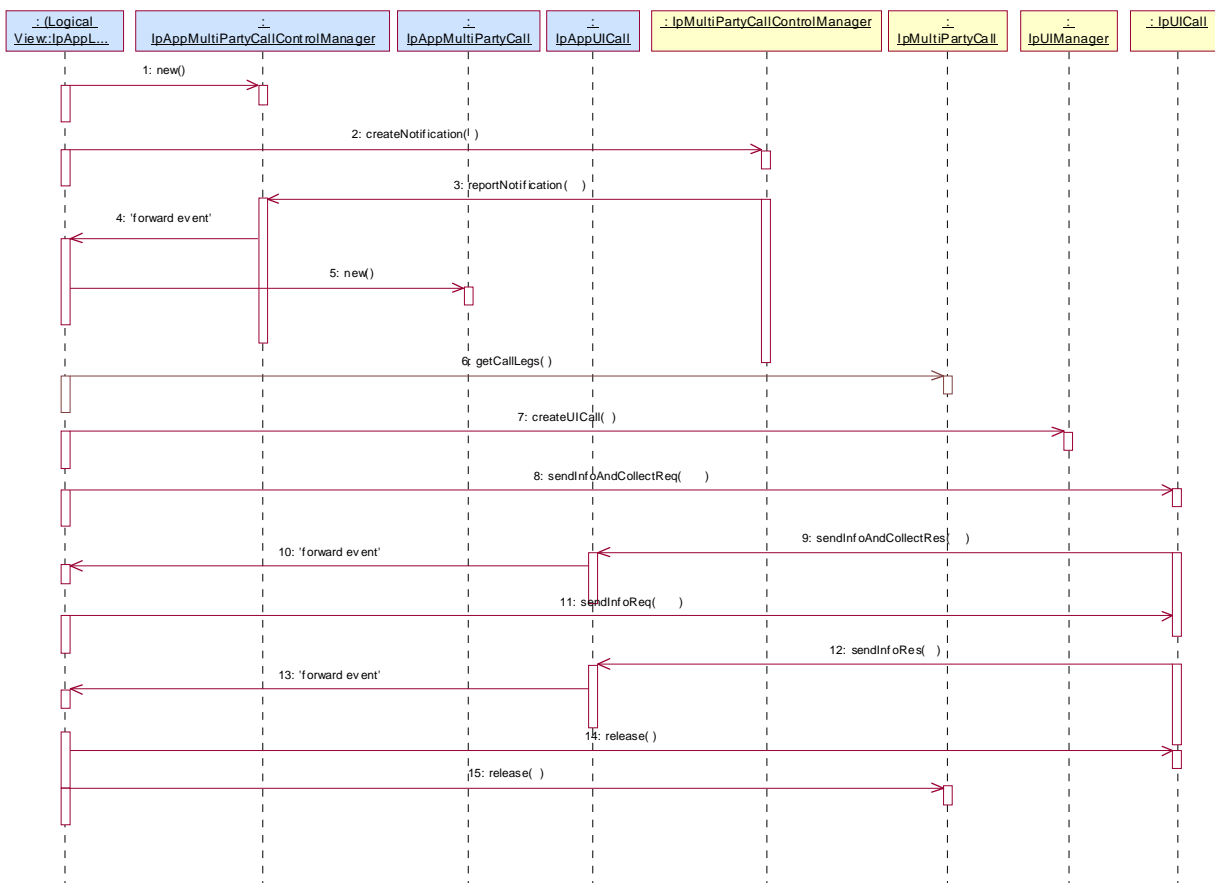 : (Logical
View::IpAppL...
:
IpAppMultiPartyCallControlManager
:
IpAppMultiPartyCall
:
IpAppUICall
: IpMultiPartyCallControlManager
:
IpMultiPartyCall
:
IpUIManager
: IpUICall
1: new()
2: createNotification( )
3: reportNotification( )
4: 'forward event'
5: new()
6: getCallLegs( )
7: createUICall( )
8: sendInfoAndCollectReq( )
9: sendInfoAndCollectRes( )
10: 'forward event'
11: sendInfoReq( )
12: sendInfoRes( )
13: 'forward event'
14: release( )
15: release( )